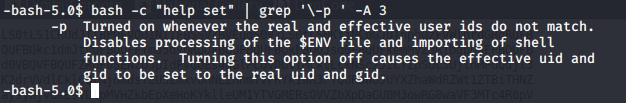 -bash-5.0$ bash -c "help set" | grep '\-p ' -A 3
-p Turned on whenever the real and effective user ids do not match.
Disables processing of the $ENV file and importing of shell
functions. Turning this option off causes the effective uid and
gid to be set to the real uid and gid.
-bash-5.0$